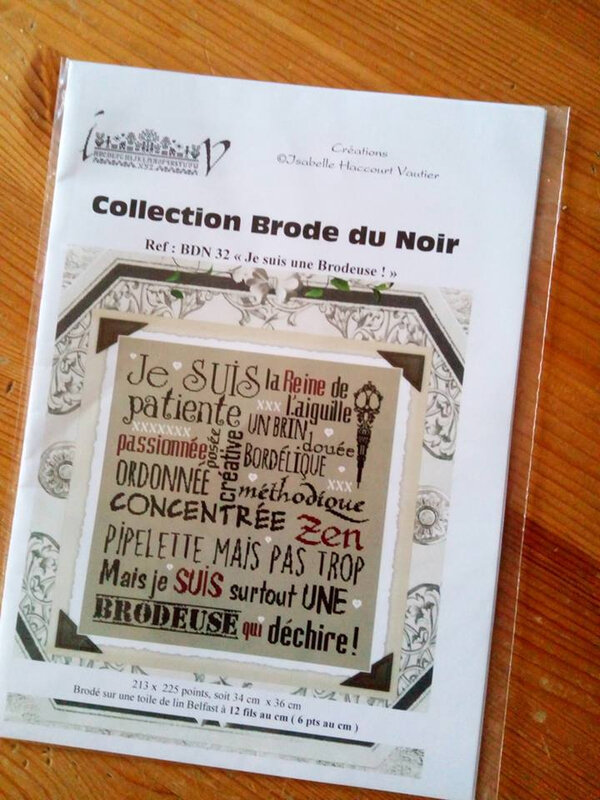 i V
Créations
©Isabelle Haccourt Vautier
Collection Brode du Noir
Ref : BDN 32 « Je suis une Brodeuse ! »
Je SUIS la Reine de
patiente xxx l'aiguille
xxxxxxx UN BRIN douée
passionnée posée créative BORDÉLIQUE
ORDONNÉE méthodique xxx
CONCENTRÉE Zen
PIPELETTE MAIS PAS TROP
Mais je SUIS surtout UNE
BRODEUSE qui déchire !
213 x 225 points, soit 34 cm x 36 cm
Brodé sur une toile de lin Belfast à 12 fils au cm ( 6 pts au cm )